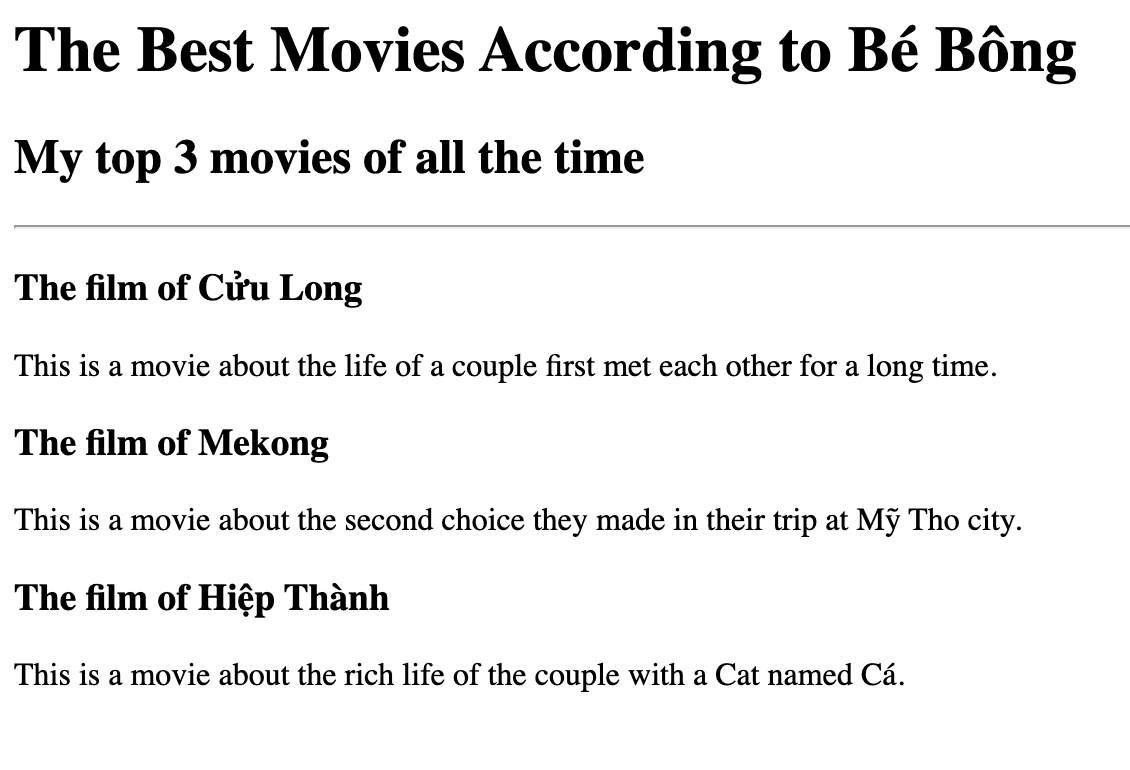 The Best Movies According to Bé Bông
My top 3 movies of all the time
The film of Cửu Long
This is a movie about the life of a couple first met each other for a long time.
The film of Mekong
This is a movie about the second choice they made in their trip at Mỹ Tho city.
The film of Hiệp Thành
This is a movie about the rich life of the couple with a Cat named Cá.